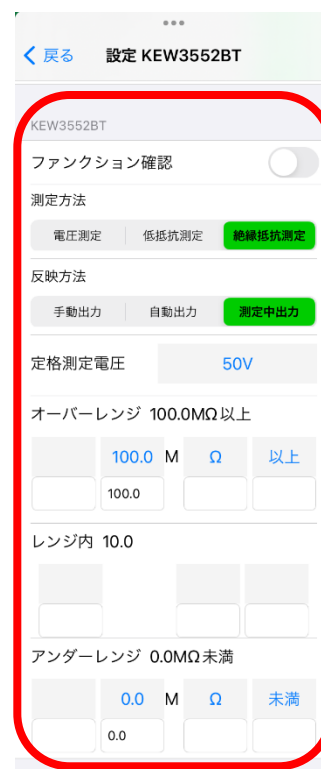 戻る 設定 KEW3552BT
KEW3552BT
ファンクション確認
測定方法
電圧測定 低抵抗測定 絶縁抵抗測定
反映方法
手動出力 自動出力 測定中出力
定格測定電圧 50V
オーバーレンジ 100.0MΩ以上
100.0 M Ω 以上
100.0
レンジ内 10.0
アンダーレンジ 0.0MΩ未満
0.0 M Ω 未満
0.0